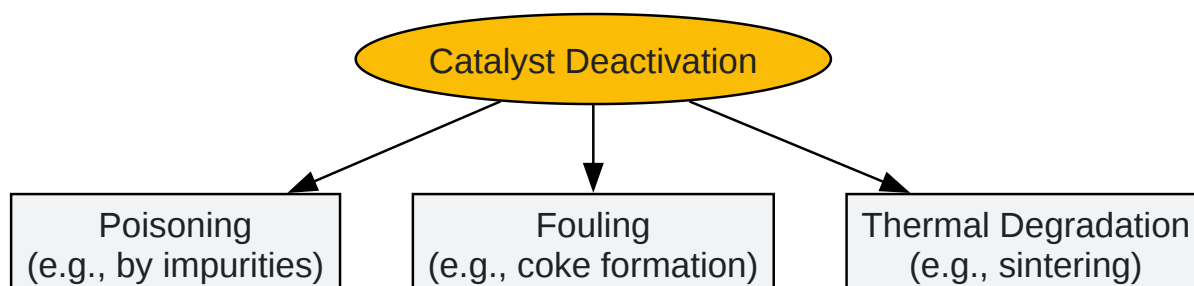 Catalyst Deactivation
Poisoning
(e.g., by impurities)
Fouling
(e.g., coke formation)
Thermal Degradation
(e.g., sintering)